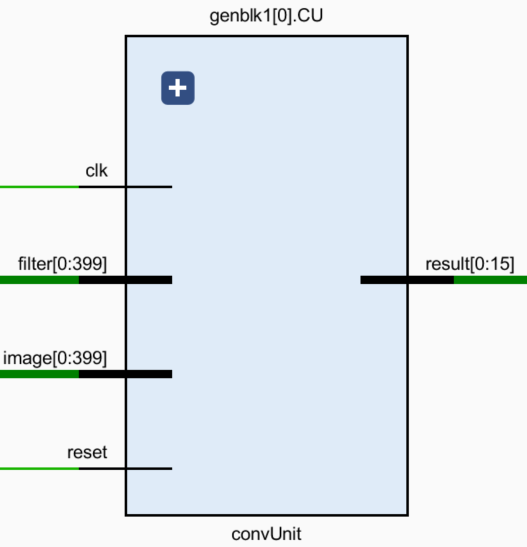 genblk1[0].CU
clk
filter[0:399]
result[0:15]
image[0:399]
reset
convUnit